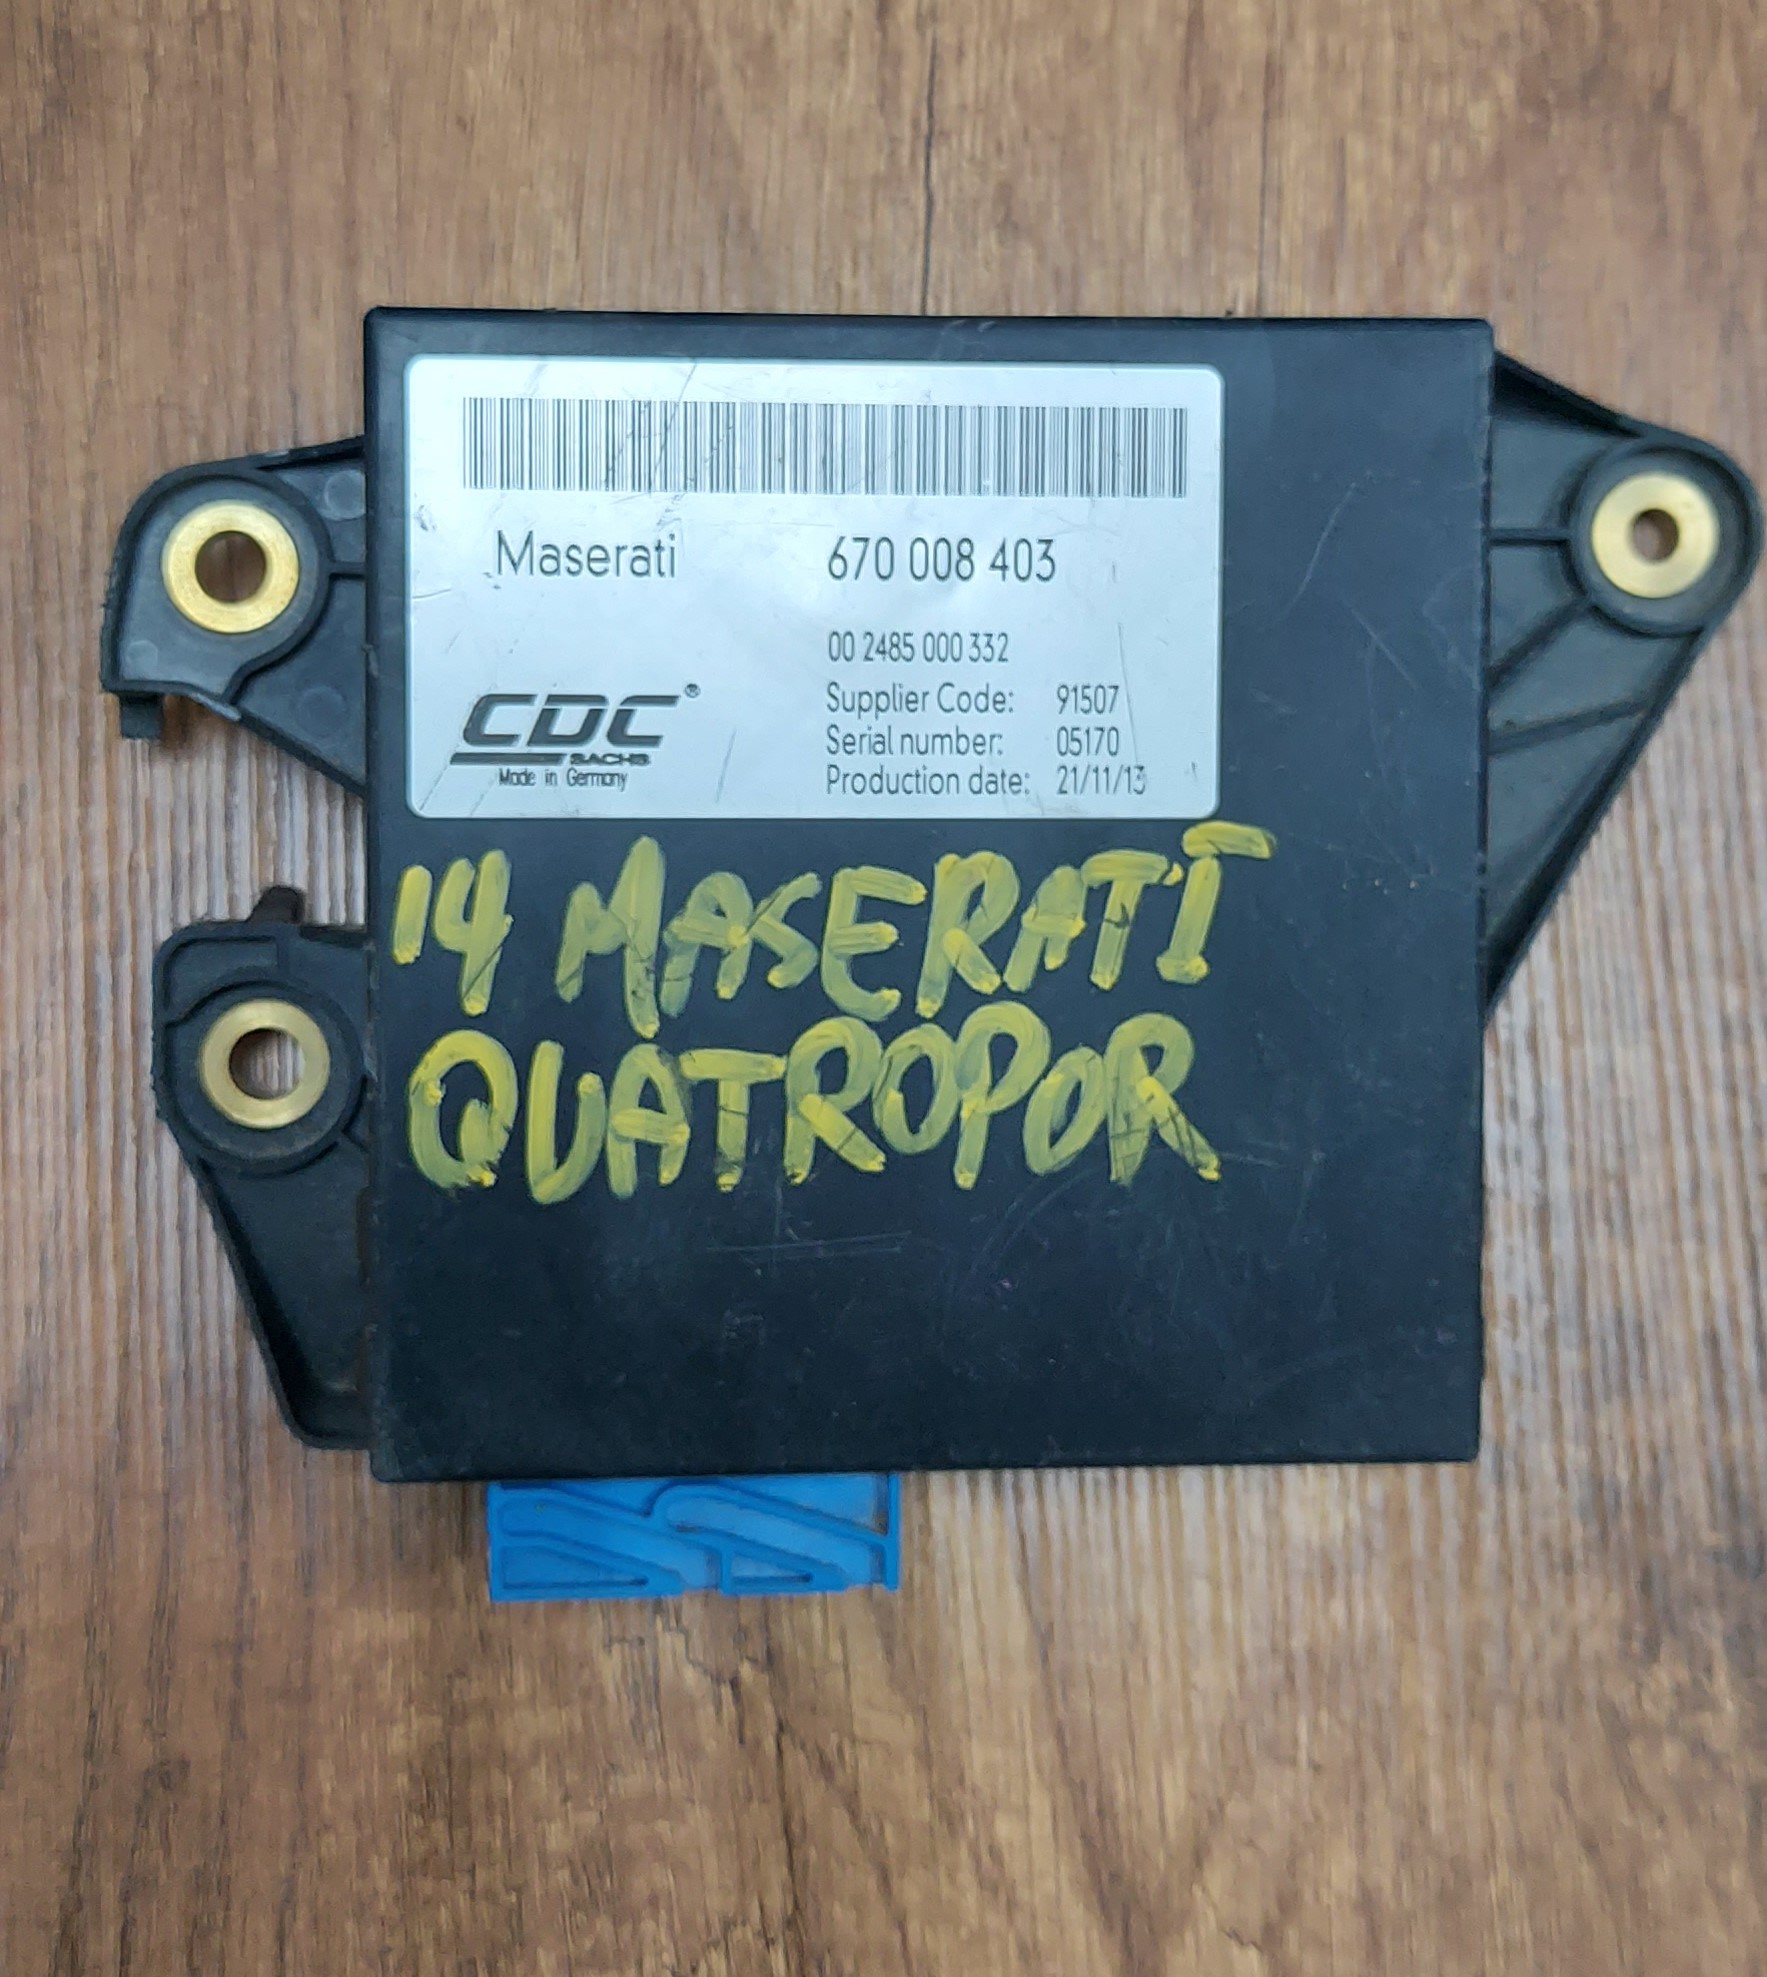 Maserati 670 008 403
00 2485 000 332
CDC®
SACHS
Made in Germany
Supplier Code: 91507
Serial number: 05170
Production date: 21/11/13
14 MASERATI
QUATROPOR